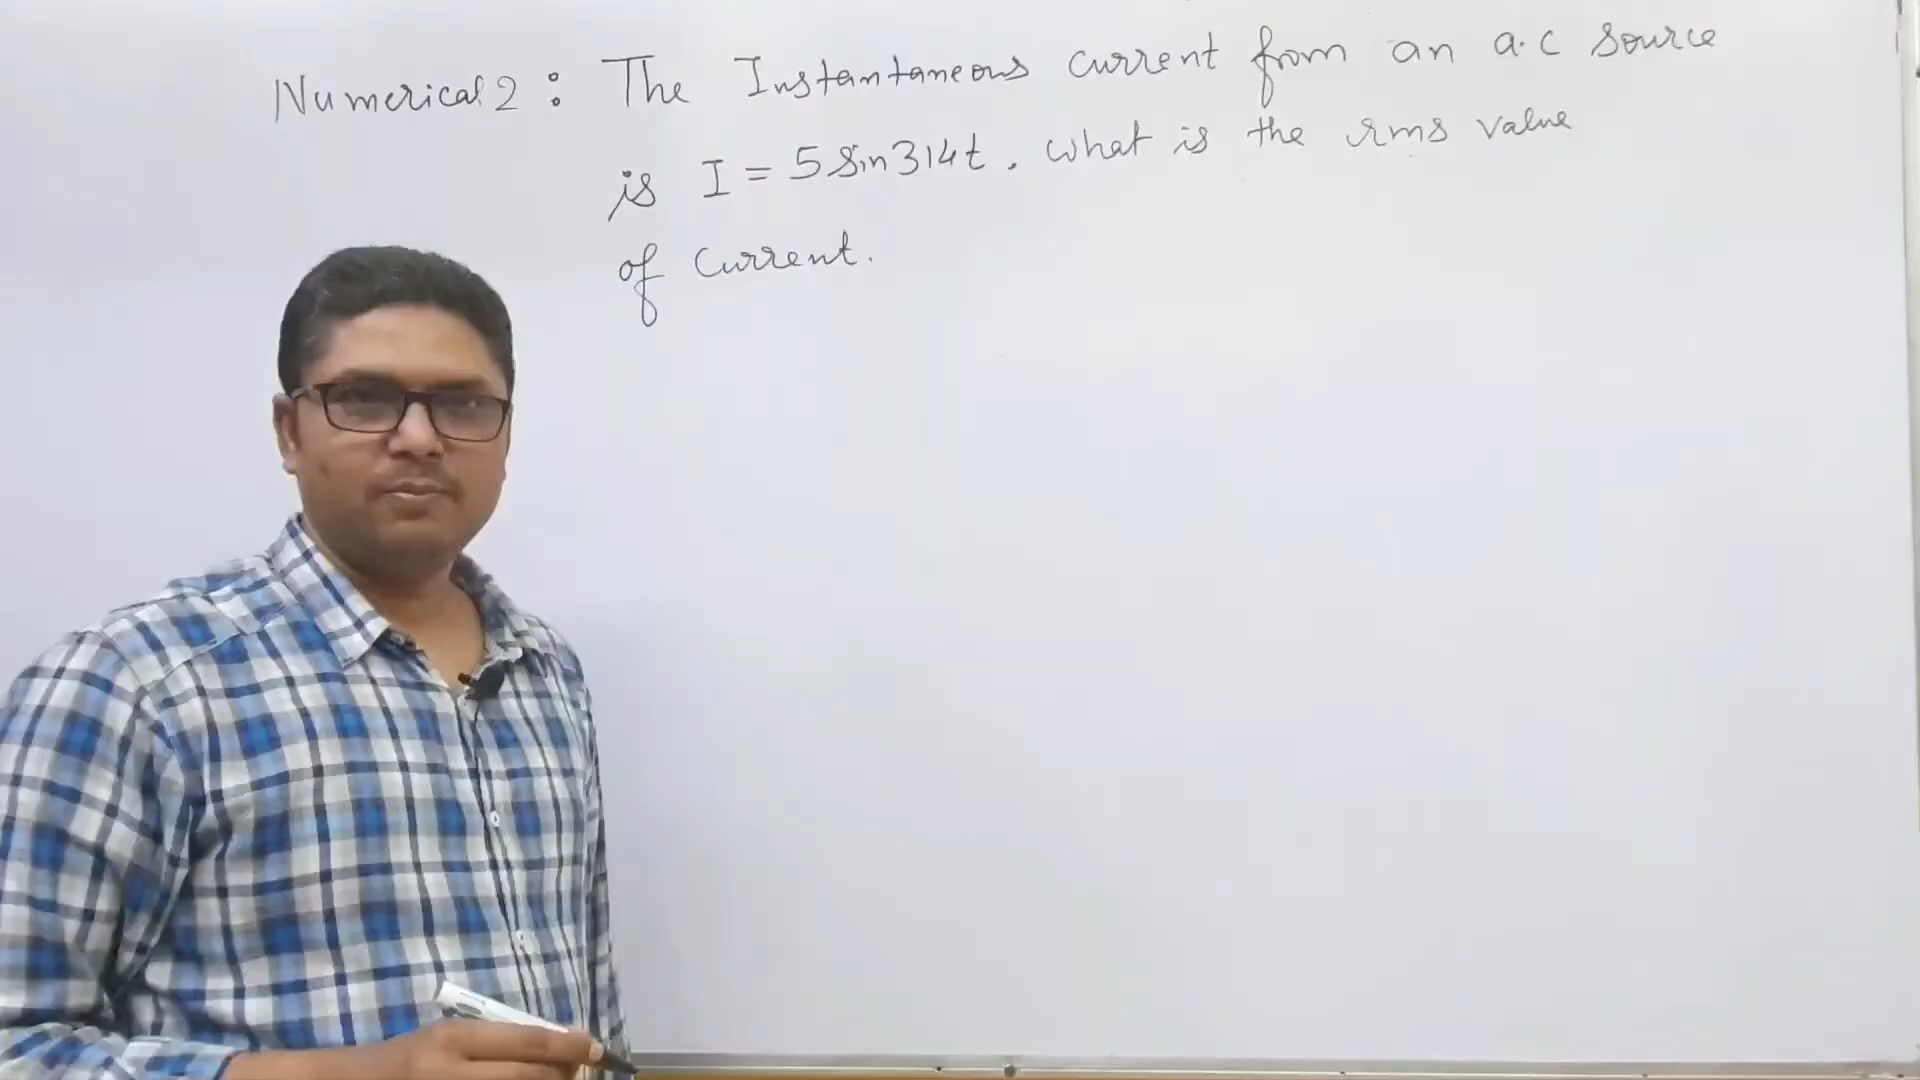 Numerical 2 : The Instantaneous current from an a.c source
is I = 5 sin 314t. what is the rms value
of current.